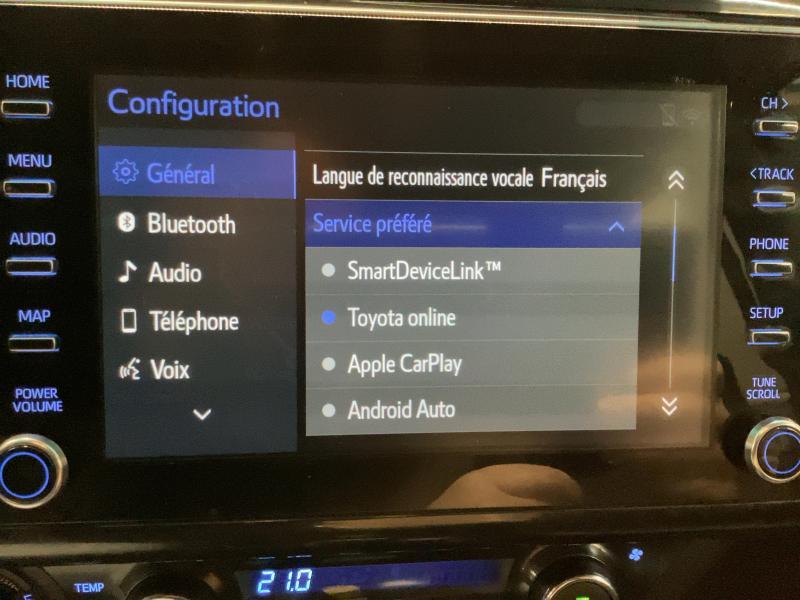 HOME
MENU
AUDIO
MAP
POWER
VOLUME
Configuration
Général
Bluetooth
Audio
Téléphone
Voix
Langue de reconnaissance vocale Français
Service préféré
SmartDeviceLink™
Toyota online
Apple CarPlay
Android Auto
CH >
<TRACK
PHONE
SETUP
TUNE
SCROLL
TEMP
21.0